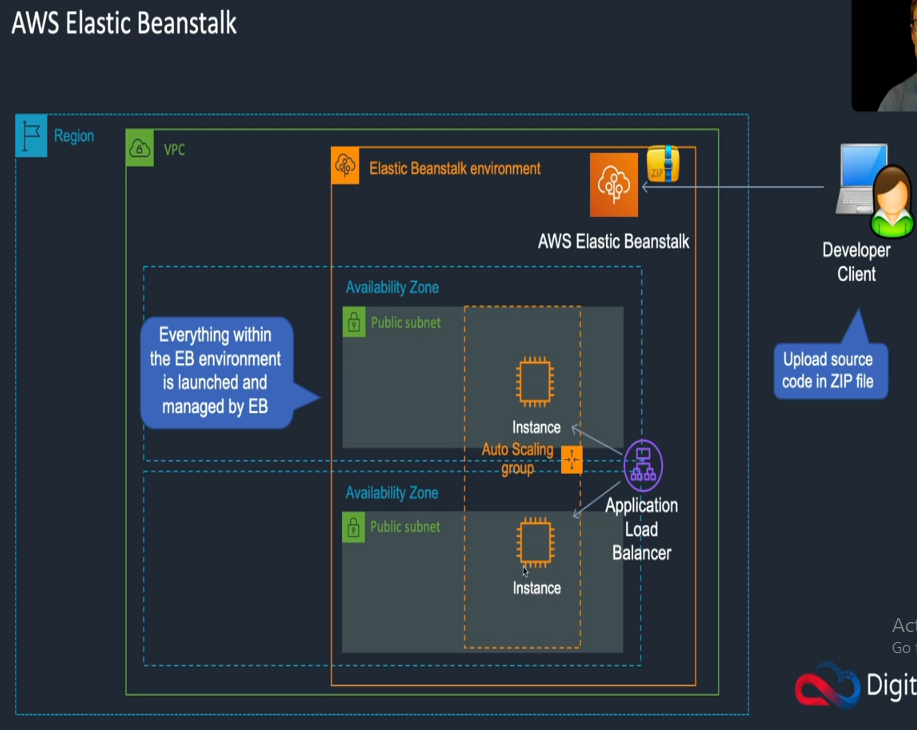 AWS Elastic Beanstalk
Region
VPC
Elastic Beanstalk environment
ZIP
AWS Elastic Beanstalk
Developer
Client
Upload source
code in ZIP file
Everything within
the EB environment
is launched and
managed by EB
Availability Zone
Public subnet
Instance
Auto Scaling
group
Application
Load
Balancer
Availability Zone
Public subnet
Instance
Act
Go t
Digit